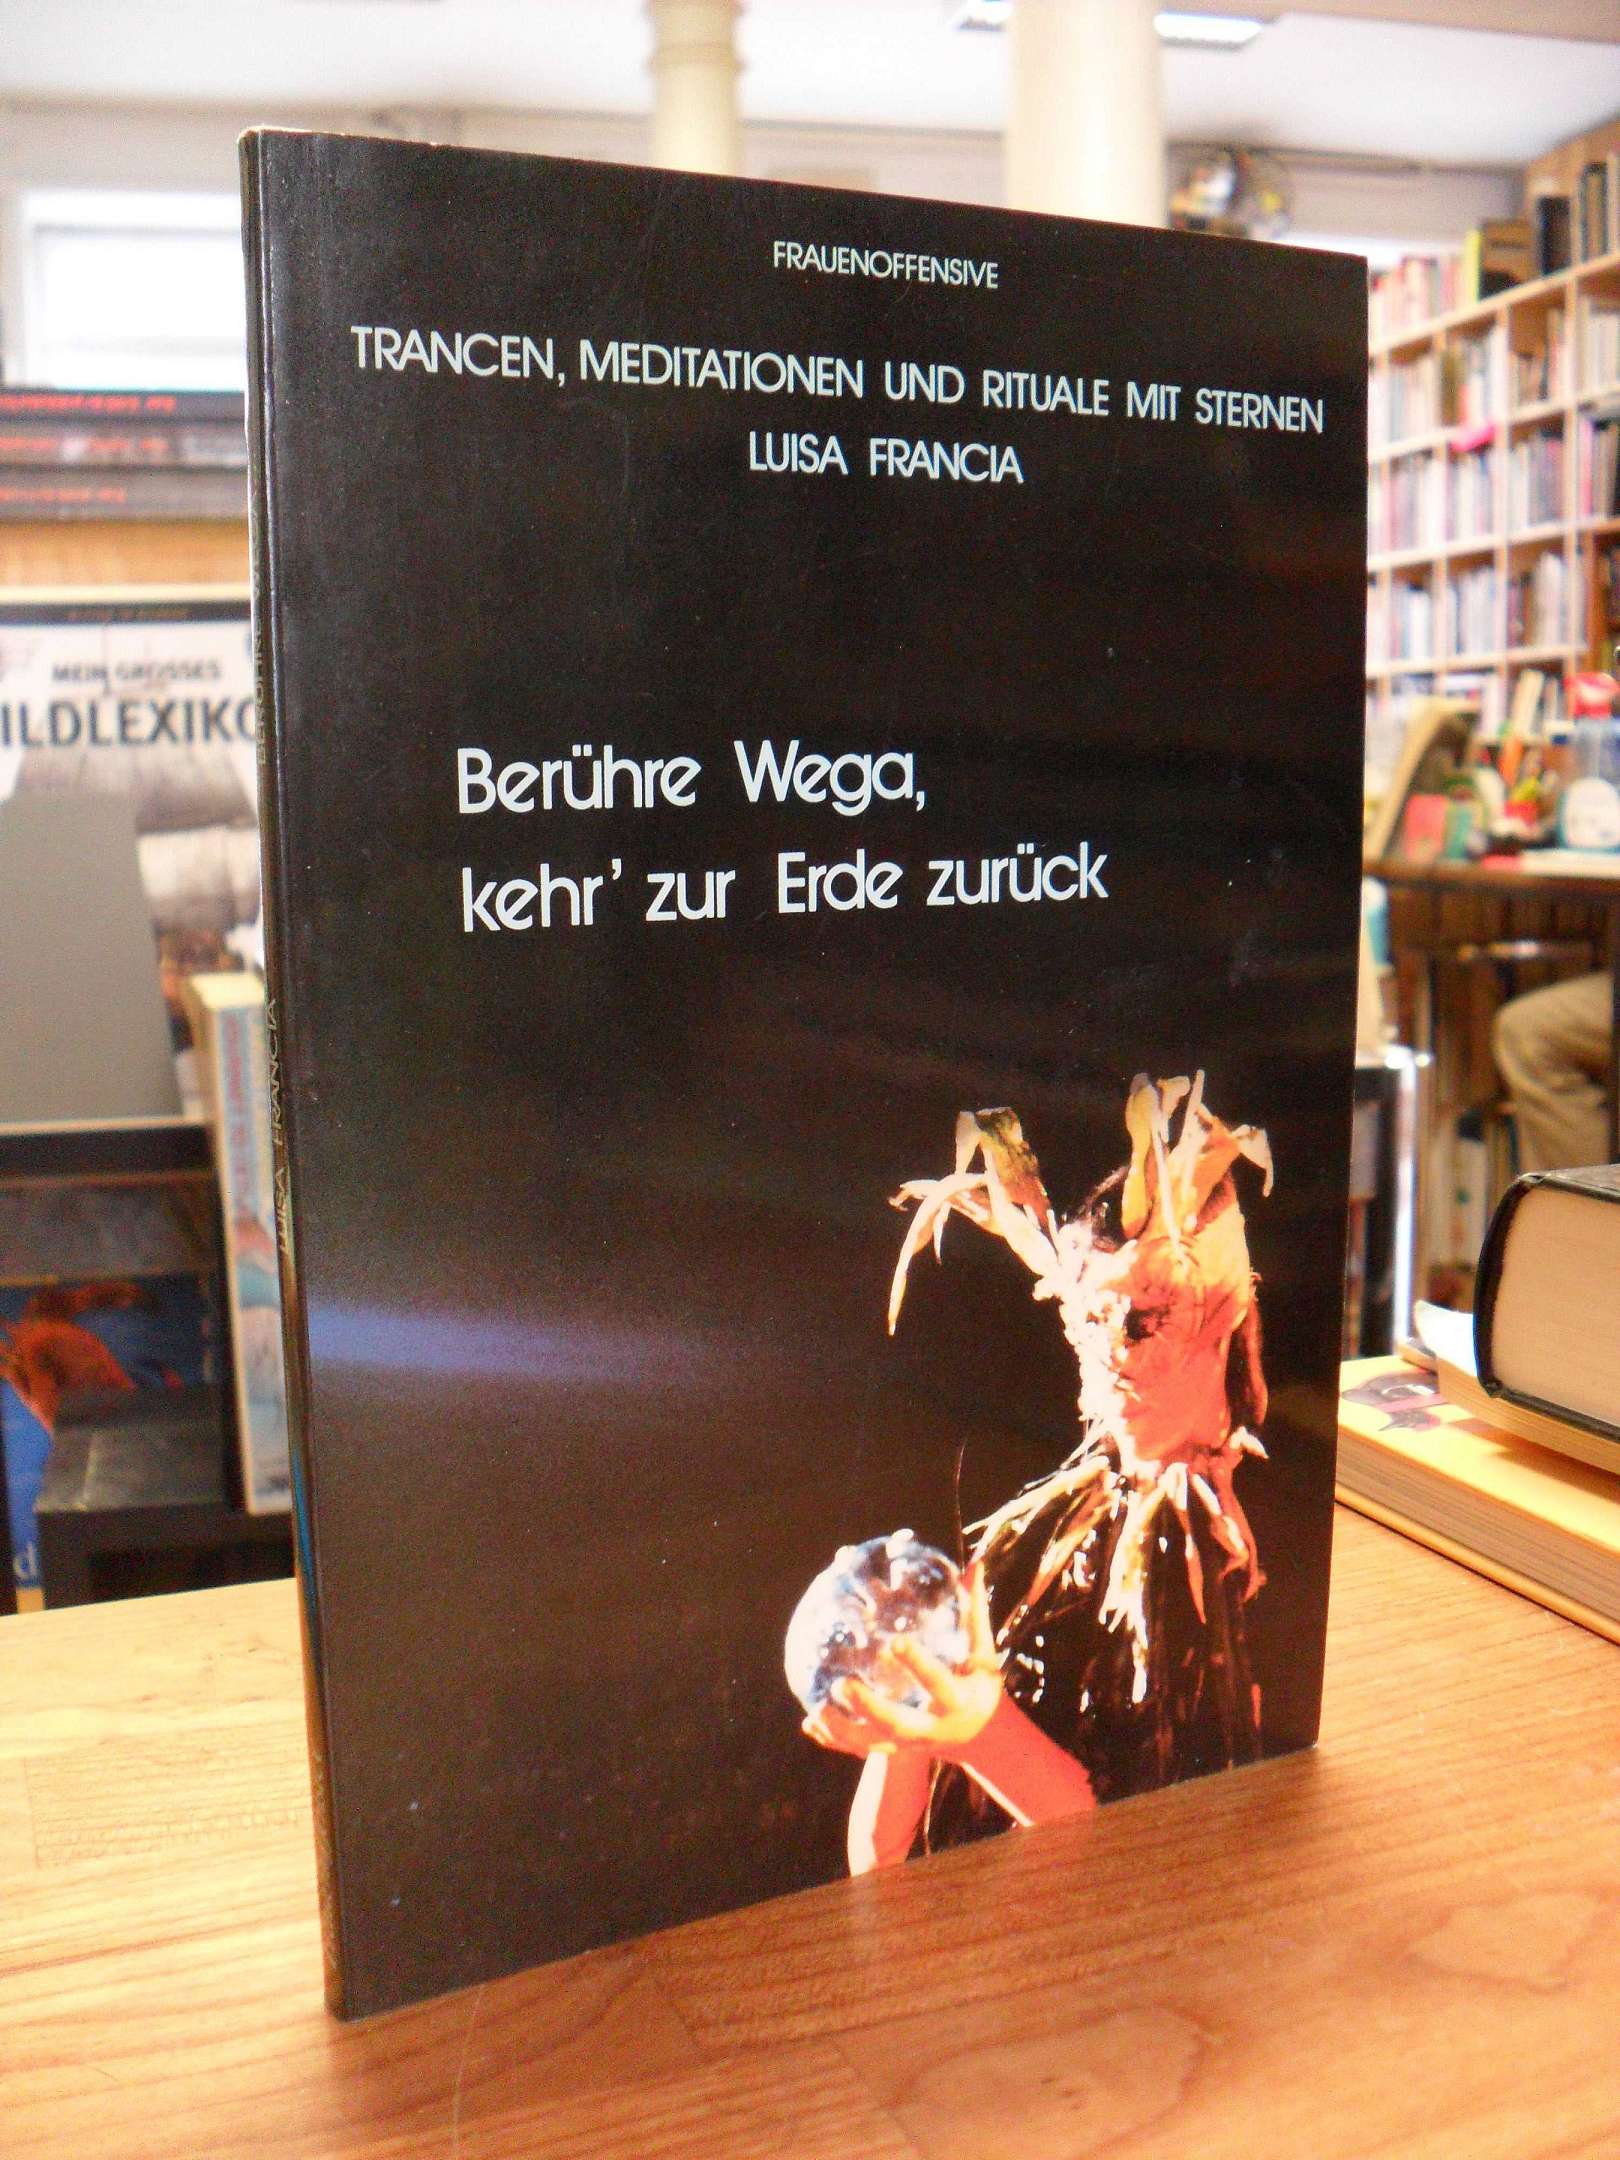 FRAUENOFFENSIVE
TRANCEN, MEDITATIONEN UND RITUALE MIT STERNEN
LUISA FRANCIA
Berühre Wega,
kehr' zur Erde zurück
LUISA FRANCIA
MEIN GROSSES
ILDLEXIKO
d